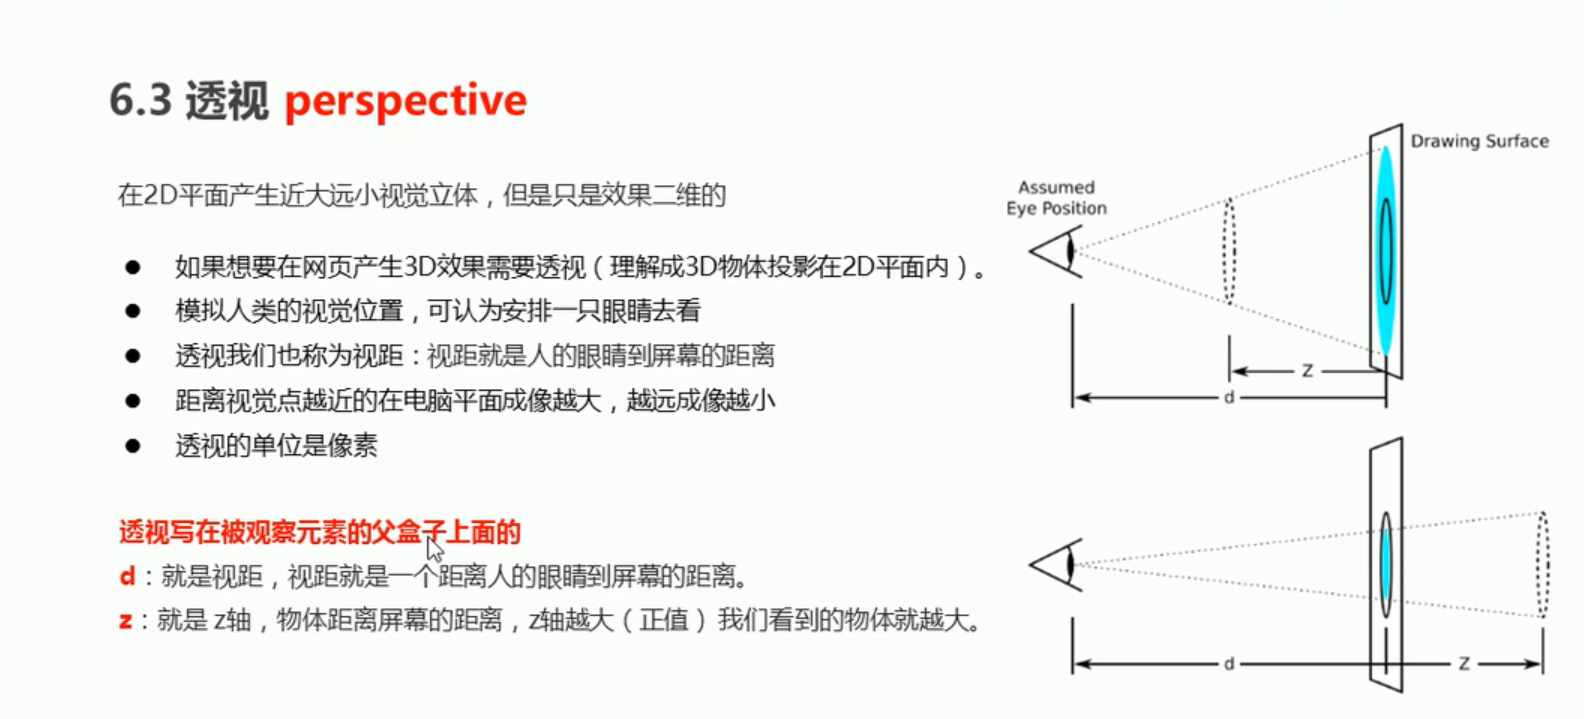 6.3 透视 perspective
在2D平面产生近大远小视觉立体，但是只是效果二维的
● 如果想要在网页产生3D效果需要透视（理解成3D物体投影在2D平面内）。
● 模拟人类的视觉位置，可认为安排一只眼睛去看
● 透视我们也称为视距：视距就是人的眼睛到屏幕的距离
● 距离视觉点越近的在电脑平面成像越大，越远成像越小
● 透视的单位是像素
透视写在被观察元素的父盒子上面的
d：就是视距，视距就是一个距离人的眼睛到屏幕的距离。
z：就是 z轴，物体距离屏幕的距离，z轴越大（正值）我们看到的物体就越大。
Drawing Surface
Assumed
Eye Position
Z
d
d
Z